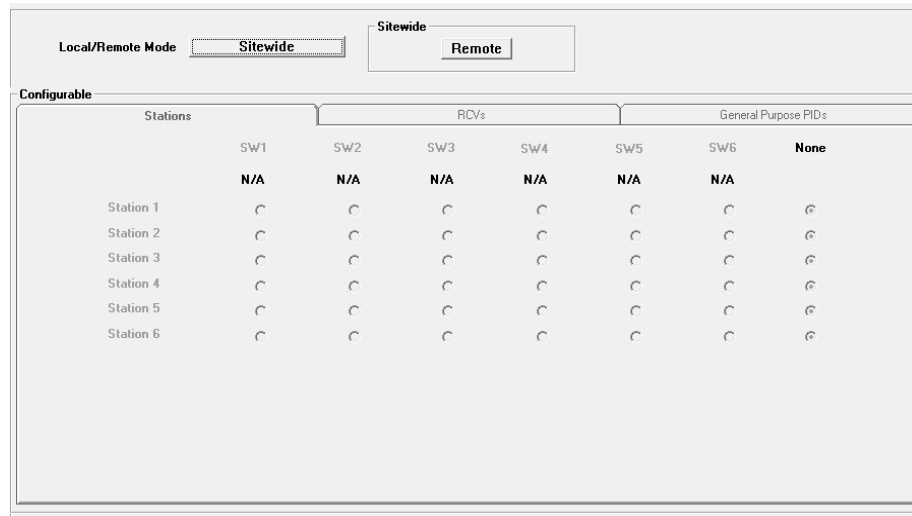 Local/Remote Mode Sitewide Sitewide Remote
Configurable
Stations RCVs General Purpose PIDs
SW1 SW2 SW3 SW4 SW5 SW6 None
N/A N/A N/A N/A N/A N/A
Station 1
Station 2
Station 3
Station 4
Station 5
Station 6